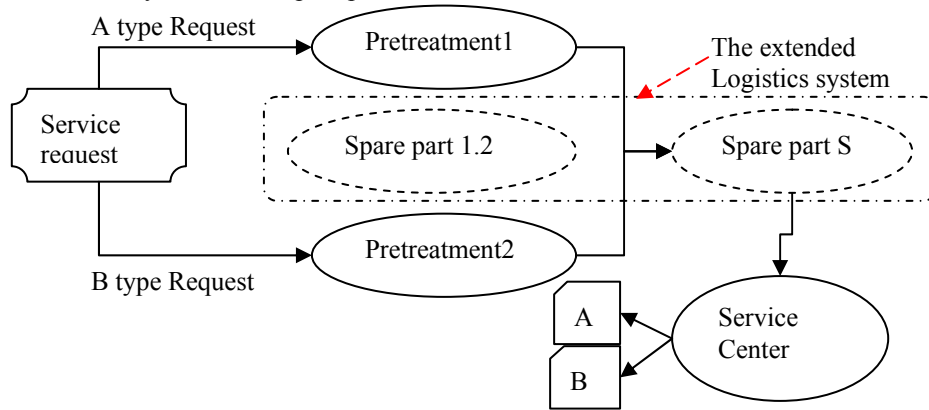 A type Request
Pretreatment1
The extended
Logistics system
Service
request
Spare part 1.2
Spare part S
Pretreatment2
B type Request
A
B
Service
Center